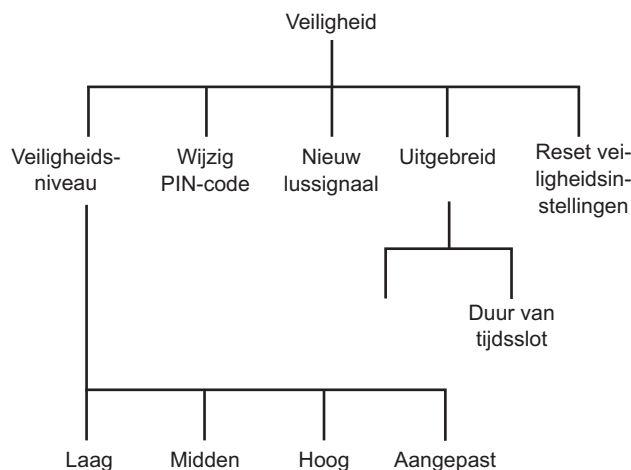 Veiligheid
Veiligheids-
niveau
Wijzig
PIN-code
Nieuw
lussignaal
Uitgebreid
Reset vei-
ligheidsin-
stellingen
Duur van
tijdsslot
Laag
Midden
Hoog
Aangepast